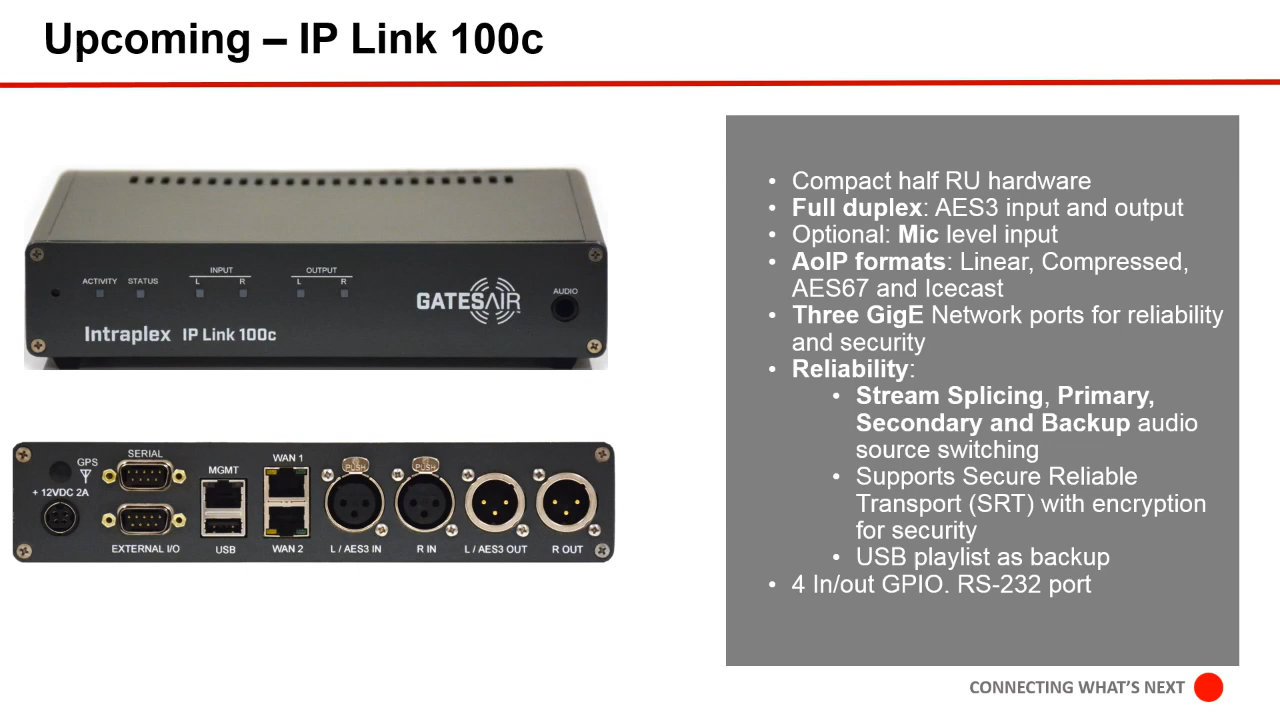 Upcoming – IP Link 100c
ACTIVITY STATUS
INPUT
L R
OUTPUT
L R
GATESAIR
AUDIO
Intraplex IP Link 100c
GPS
+ 12VDC 2A
SERIAL
EXTERNAL I/O
MGMT
USB
WAN 1
WAN 2
PUSH
L / AES3 IN
PUSH
R IN
L / AES3 OUT
R OUT
• Compact half RU hardware
• Full duplex: AES3 input and output
• Optional: Mic level input
• AoIP formats: Linear, Compressed,
AES67 and Icecast
• Three GigE Network ports for reliability
and security
• Reliability:
• Stream Splicing, Primary,
Secondary and Backup audio
source switching
• Supports Secure Reliable
Transport (SRT) with encryption
for security
• USB playlist as backup
• 4 In/out GPIO. RS-232 port
CONNECTING WHAT'S NEXT